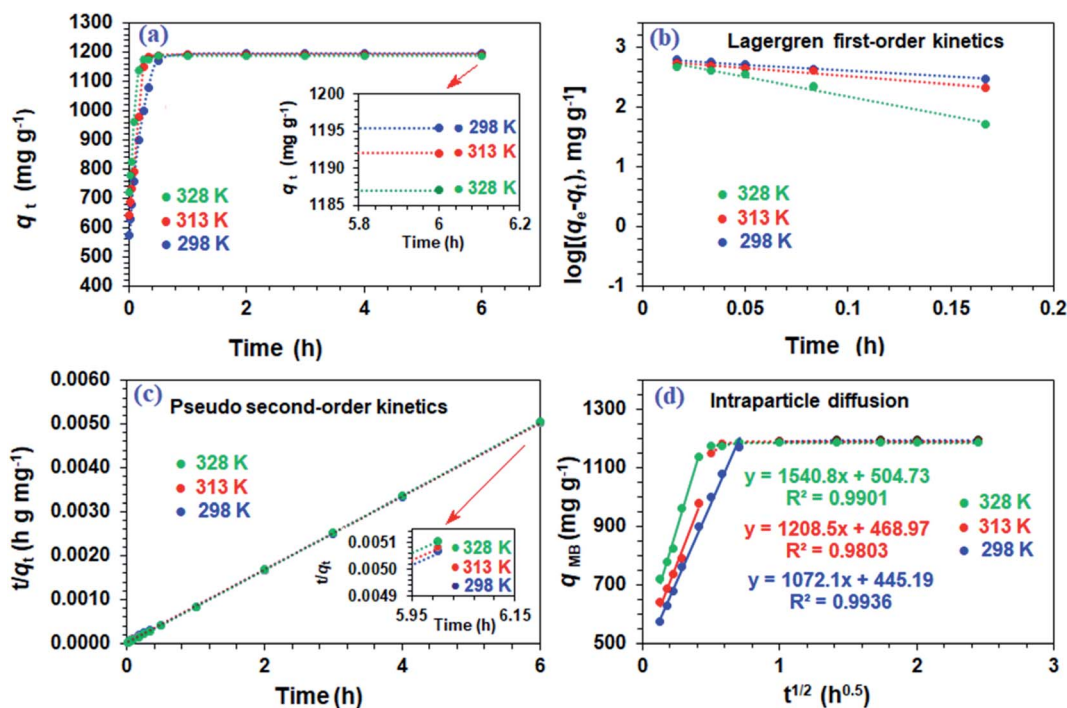 (a)
1300
1200
1100
1000
900
800
700
600
500
400
q t (mg g-1)
0 1 2 3 4 5 6
Time (h)
328 K
313 K
298 K
1200
1195
1190
1185
q t (mg g-1)
298 K
313 K
328 K
5.8 6 6.2
Time (h)
(b) Lagergren first-order kinetics
3
2
1
0
-1
log[(qe-qt), mg g-1]
328 K
313 K
298 K
0 0.05 0.1 0.15 0.2
Time (h)
(c) Pseudo second-order kinetics
0.0060
0.0050
0.0040
0.0030
0.0020
0.0010
0.0000
t/qt (h g mg-1)
328 K
313 K
298 K
0.0051
0.0050
0.0049
t/qt
328 K
313 K
298 K
5.95 6.15
Time (h)
0 2 4 6
Time (h)
(d) Intraparticle diffusion
1300
1100
900
700
500
q MB (mg g-1)
y = 1540.8x + 504.73
R² = 0.9901
y = 1208.5x + 468.97
R² = 0.9803
y = 1072.1x + 445.19
R² = 0.9936
328 K
313 K
298 K
0 1 2 3
t1/2 (h0.5)